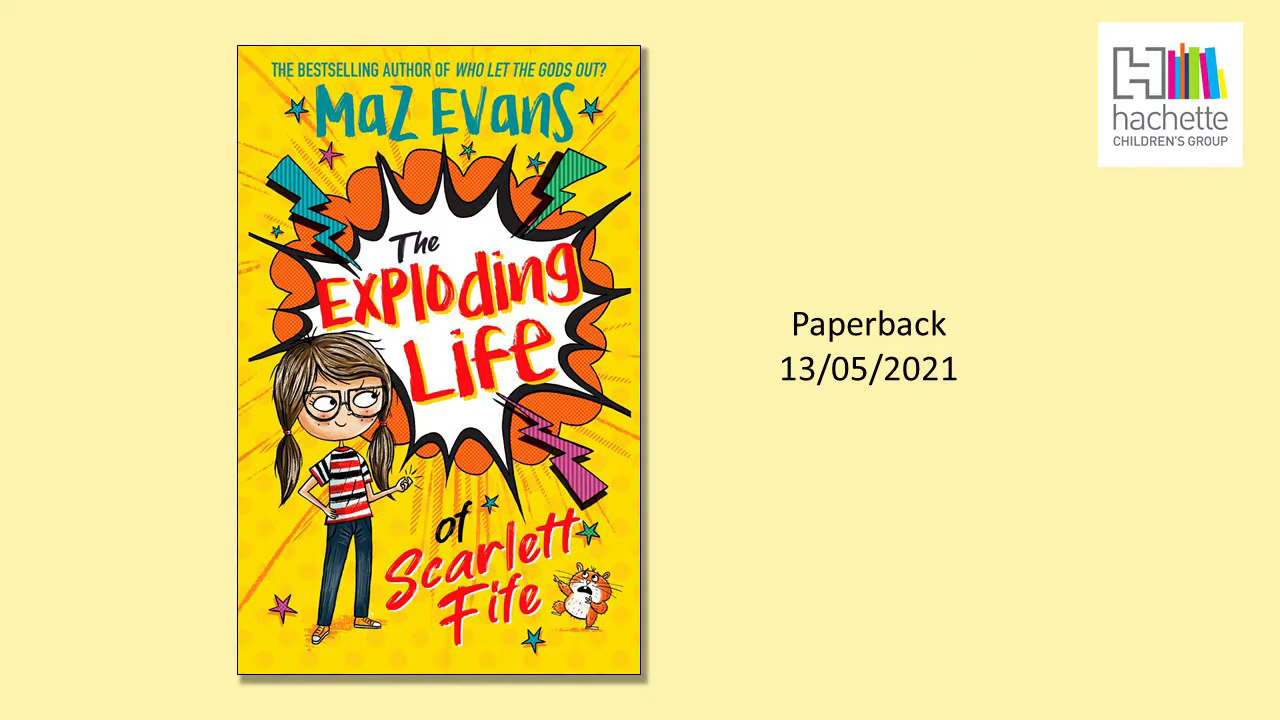 THE BESTSELLING AUTHOR OF WHO LET THE GODS OUT?
MAZ EVANS
The
EXPLODING
LIFE
of
Scarlett
Fife
hachette
CHILDREN'S GROUP
Paperback
13/05/2021